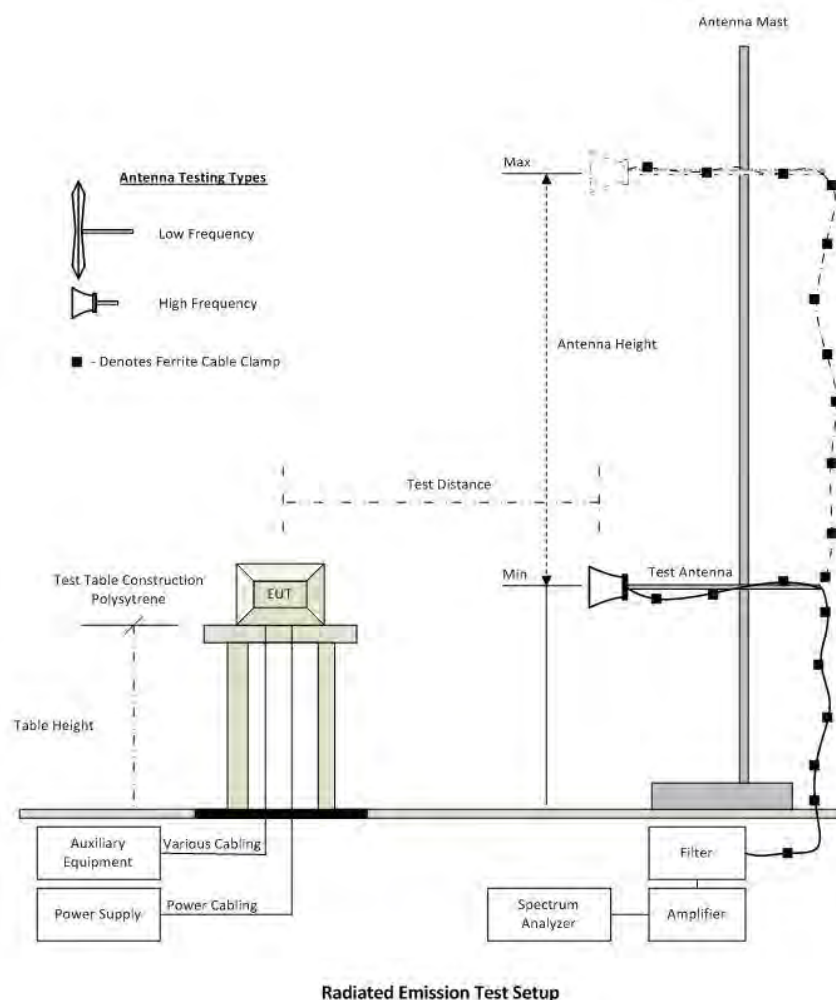 Antenna Mast
Antenna Testing Types
Low Frequency
High Frequency
- Denotes Ferrite Cable Clamp
Max
Antenna Height
Test Distance
Min
Test Antenna
Test Table Construction
Polysytrene
EUT
Table Height
Auxiliary
Equipment
Various Cabling
Power Supply
Power Cabling
Filter
Spectrum
Analyzer
Amplifier
Radiated Emission Test Setup